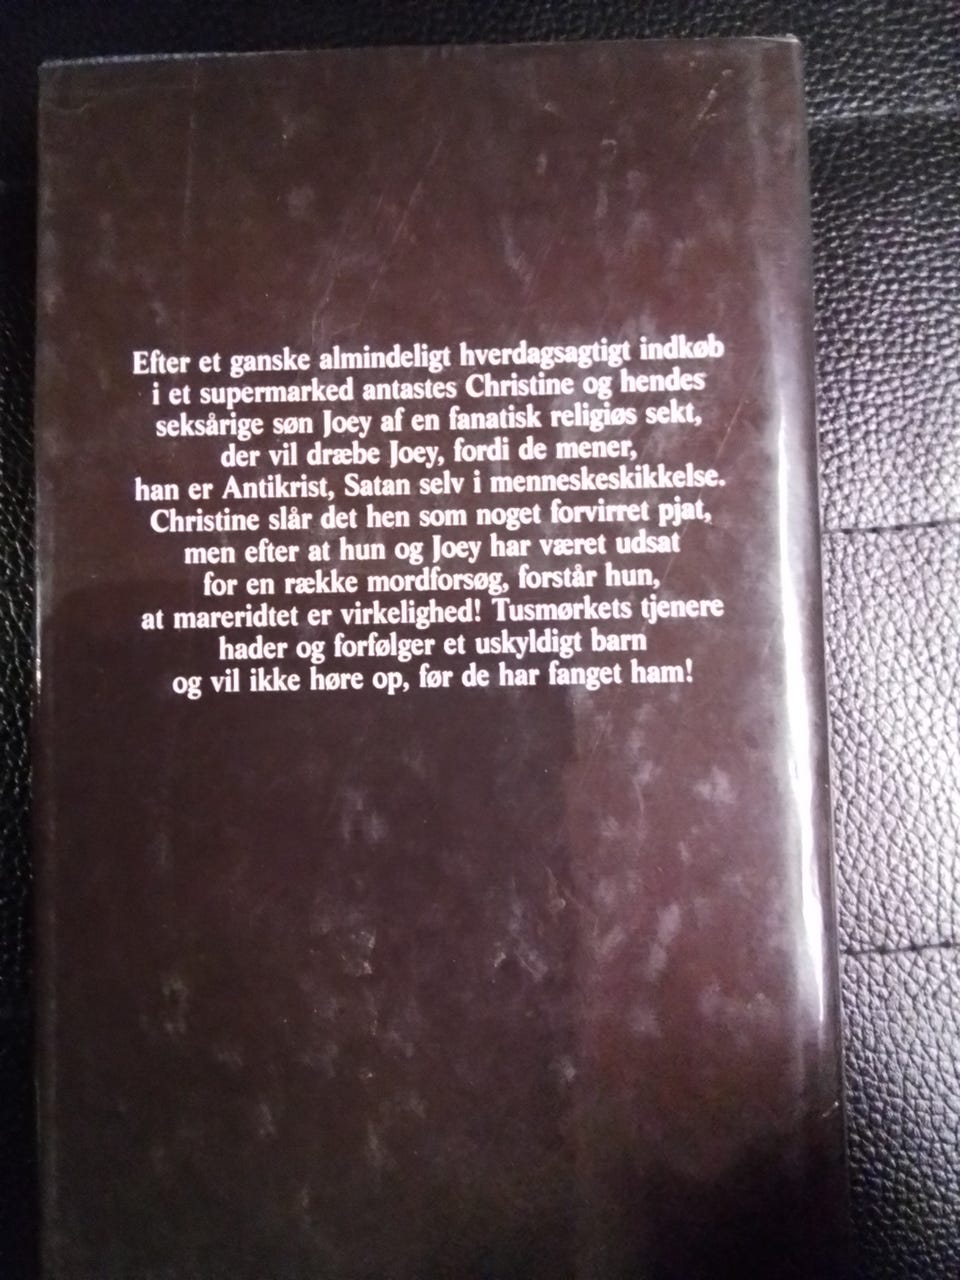 Efter et ganske almindeligt hverdagsagtigt indkøb
i et supermarked antastes Christine og hendes
seksårige søn Joey af en fanatisk religiøs sekt,
der vil dræbe Joey, fordi de mener,
han er Antikrist, Satan selv i menneskeskikkelse.
Christine slår det hen som noget forvirret pjat,
men efter at hun og Joey har været udsat
for en række mordforsøg, forstår hun,
at mareridtet er virkelighed! Tusmørkets tjenere
hader og forfølger et uskyldigt barn
og vil ikke høre op, før de har fanget ham!